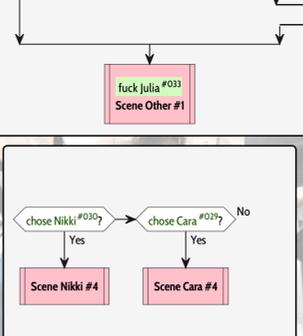 fuck Julia #033
Scene Other #1
chose Nikki #030?
chose Cara #029?
No
Yes
Yes
Scene Nikki #4
Scene Cara #4